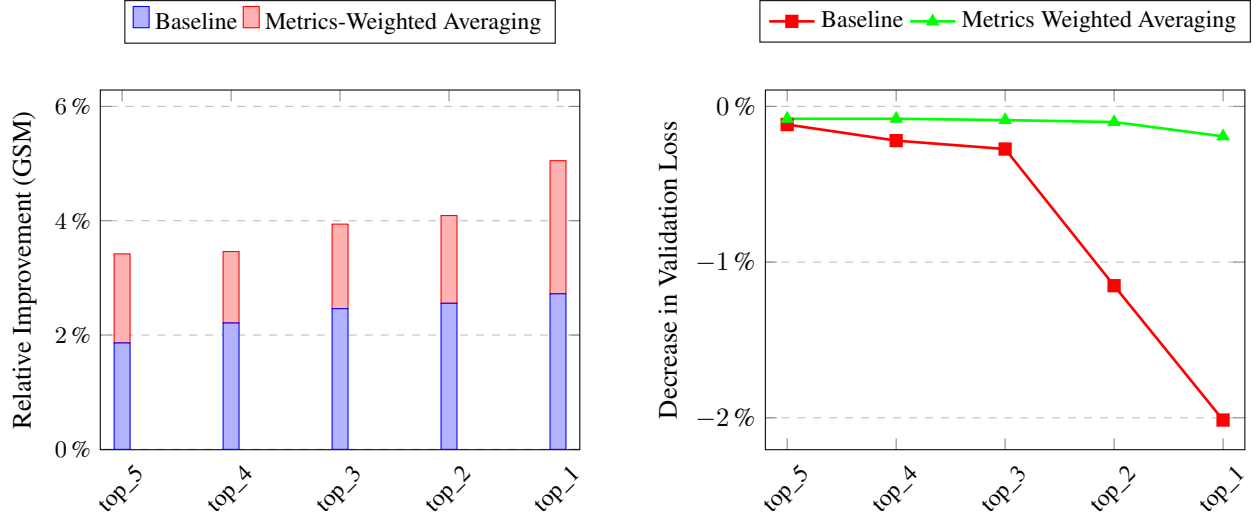 Baseline Metrics-Weighted Averaging
Relative Improvement (GSM)
6 %
4 %
2 %
0 %
top_5
top_4
top_3
top_2
top_1
Baseline Metrics Weighted Averaging
Decrease in Validation Loss
0 %
−1 %
−2 %
top_5
top_4
top_3
top_2
top_1